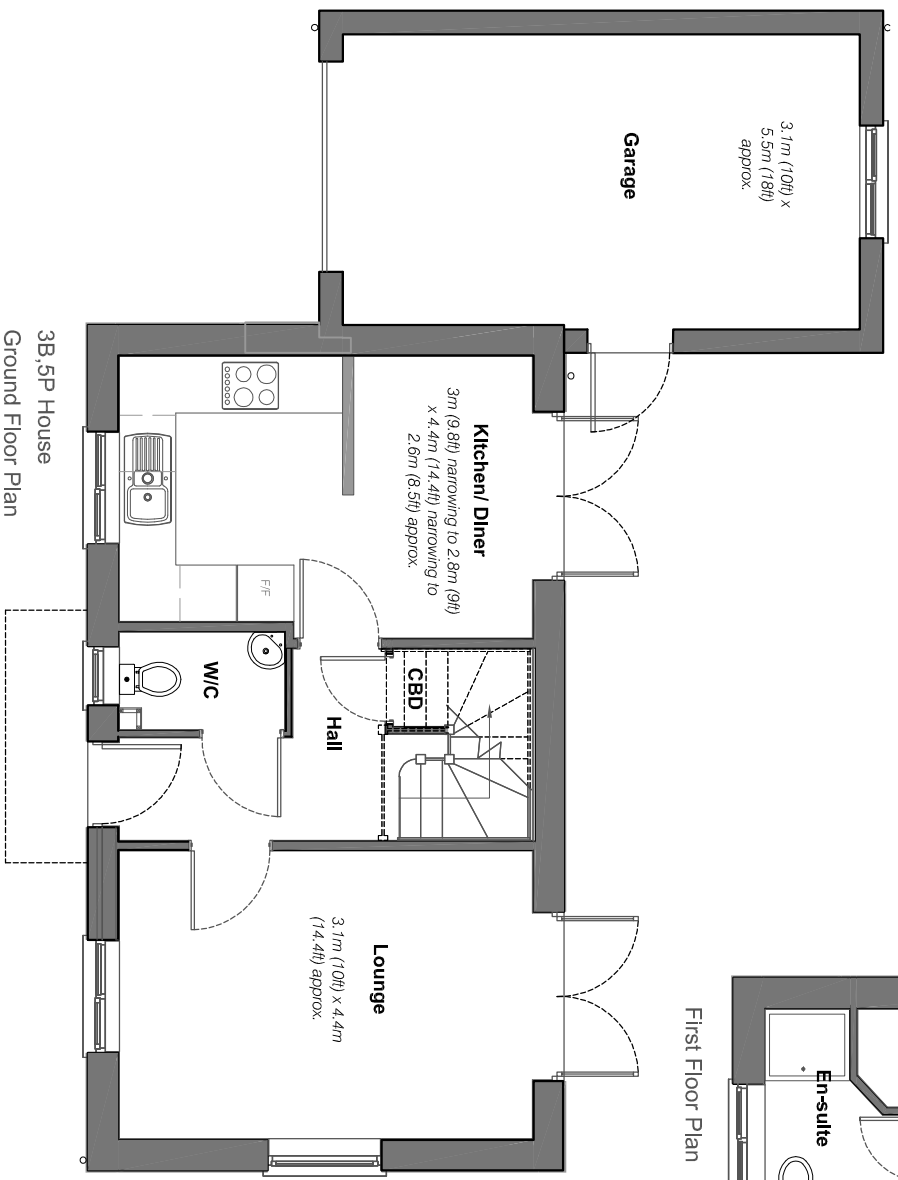 Garage
3.1m (10ft) x
5.5m (18ft)
approx.
KItchen/ DIner
3m (9.8ft) narrowing to 2.8m (9ft)
x 4.4m (14.4ft) narrowing to
2.6m (8.5ft) approx.
F/F
W/C
CBD
Hall
Lounge
3.1m (10ft) x 4.4m
(14.4ft) approx.
3B,5P House
Ground Floor Plan
En-suIte
First Floor Plan